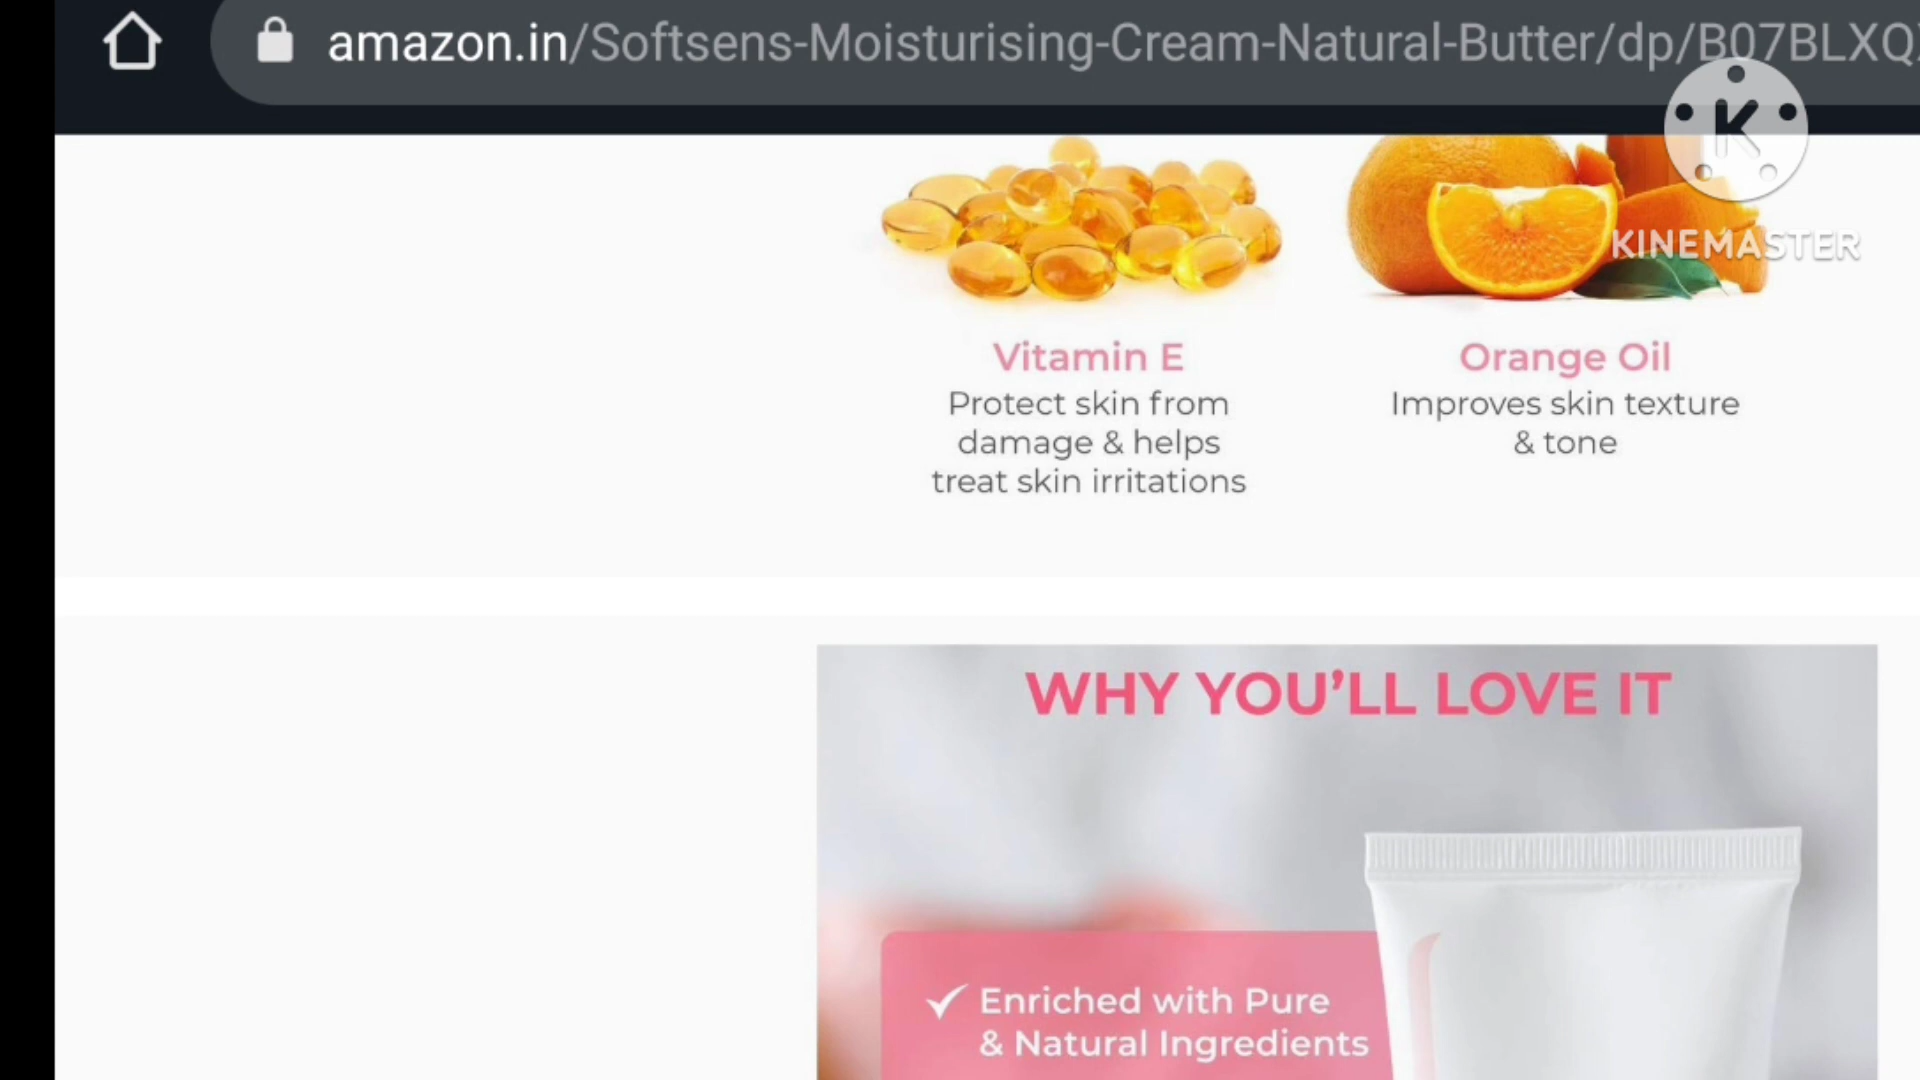 amazon.in/Softsens-Moisturising-Cream-Natural-Butter/dp/B07BLXQ
K
KINEMASTER
Vitamin E
Protect skin from
damage & helps
treat skin irritations
Orange Oil
Improves skin texture
& tone
WHY YOU'LL LOVE IT
Enriched with Pure
& Natural Ingredients